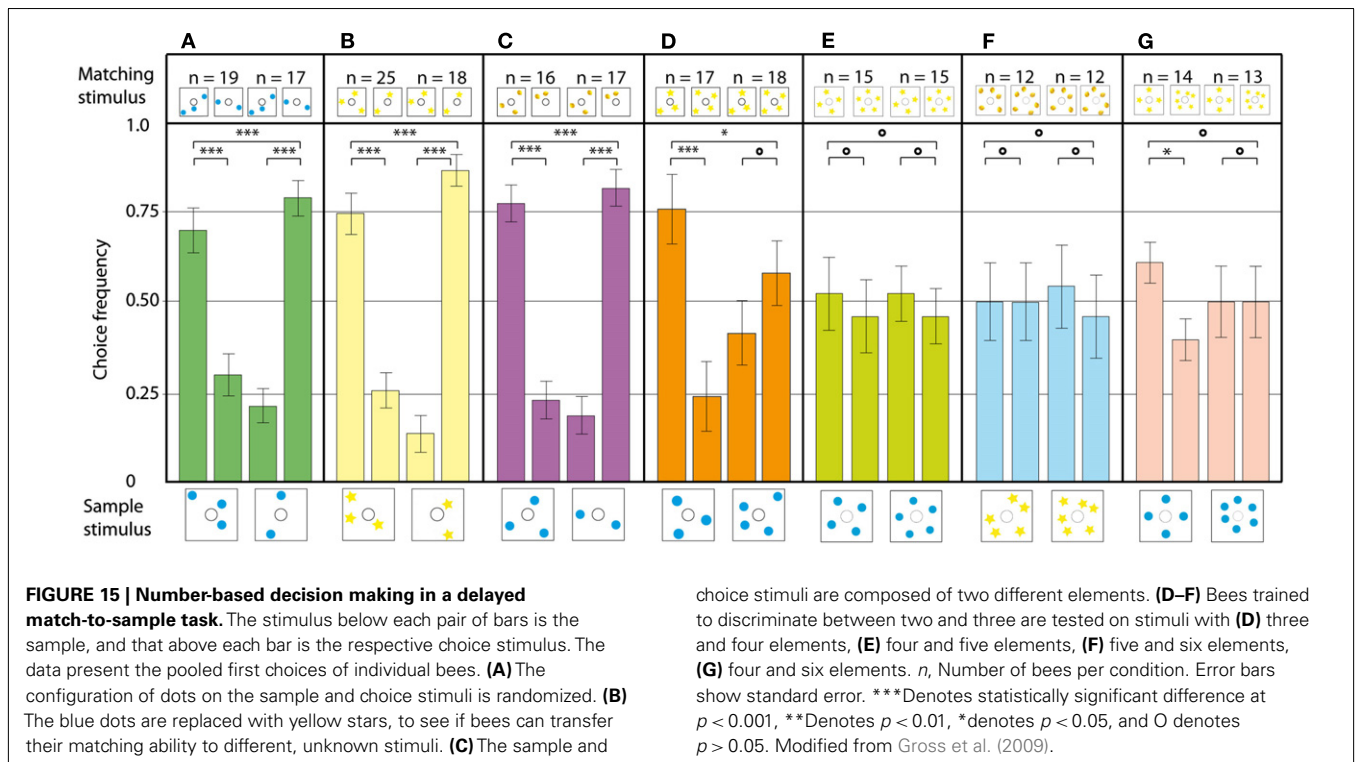 A B C D E F G
Matching
stimulus
n = 19 n = 17 n = 25 n = 18 n = 16 n = 17 n = 17 n = 18 n = 15 n = 15 n = 12 n = 12 n = 14 n = 13
1.0
*** *** *** * o o o
*** *** *** *** *** *** *** o o o o o * o
0.75
0.50
0.25
0
Choice frequency
Sample
stimulus
FIGURE 15 | Number-based decision making in a delayed
match-to-sample task. The stimulus below each pair of bars is the
sample, and that above each bar is the respective choice stimulus. The
data present the pooled first choices of individual bees. (A) The
configuration of dots on the sample and choice stimuli is randomized. (B)
The blue dots are replaced with yellow stars, to see if bees can transfer
their matching ability to different, unknown stimuli. (C) The sample and
choice stimuli are composed of two different elements. (D–F) Bees trained
to discriminate between two and three are tested on stimuli with (D) three
and four elements, (E) four and five elements, (F) five and six elements,
(G) four and six elements. n, Number of bees per condition. Error bars
show standard error. ***Denotes statistically significant difference at
p < 0.001, **Denotes p < 0.01, *denotes p < 0.05, and O denotes
p > 0.05. Modified from Gross et al. (2009).